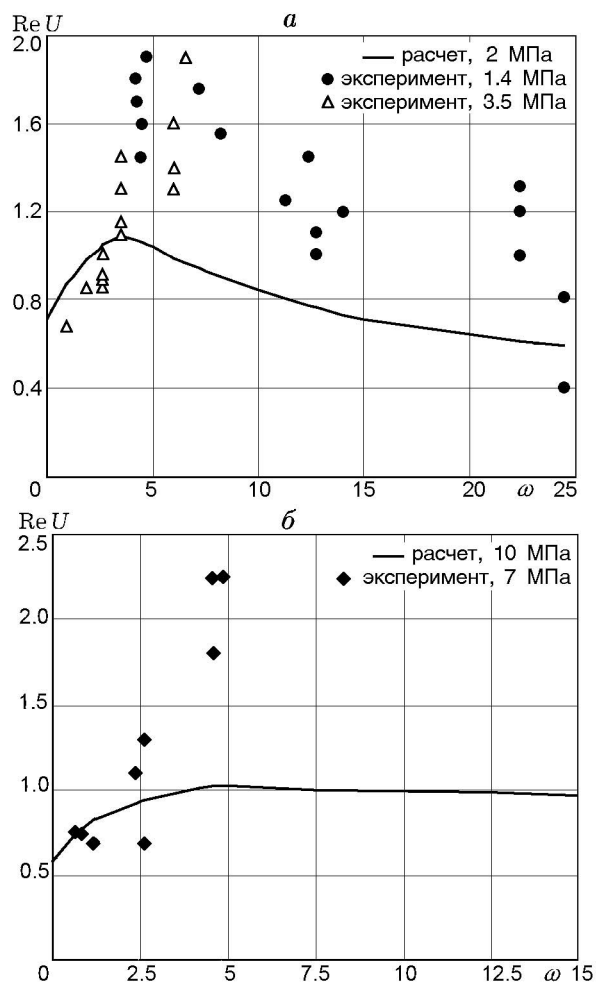 а
Re U
2.0
расчет, 2 МПа
эксперимент, 1.4 МПа
эксперимент, 3.5 МПа
1.6
1.2
0.8
0.4
0 5 10 15 20 ω 25
б
Re U
2.5
расчет, 10 МПа
эксперимент, 7 МПа
2.0
1.5
1.0
0.5
0 2.5 5 7.5 10 12.5 ω 15